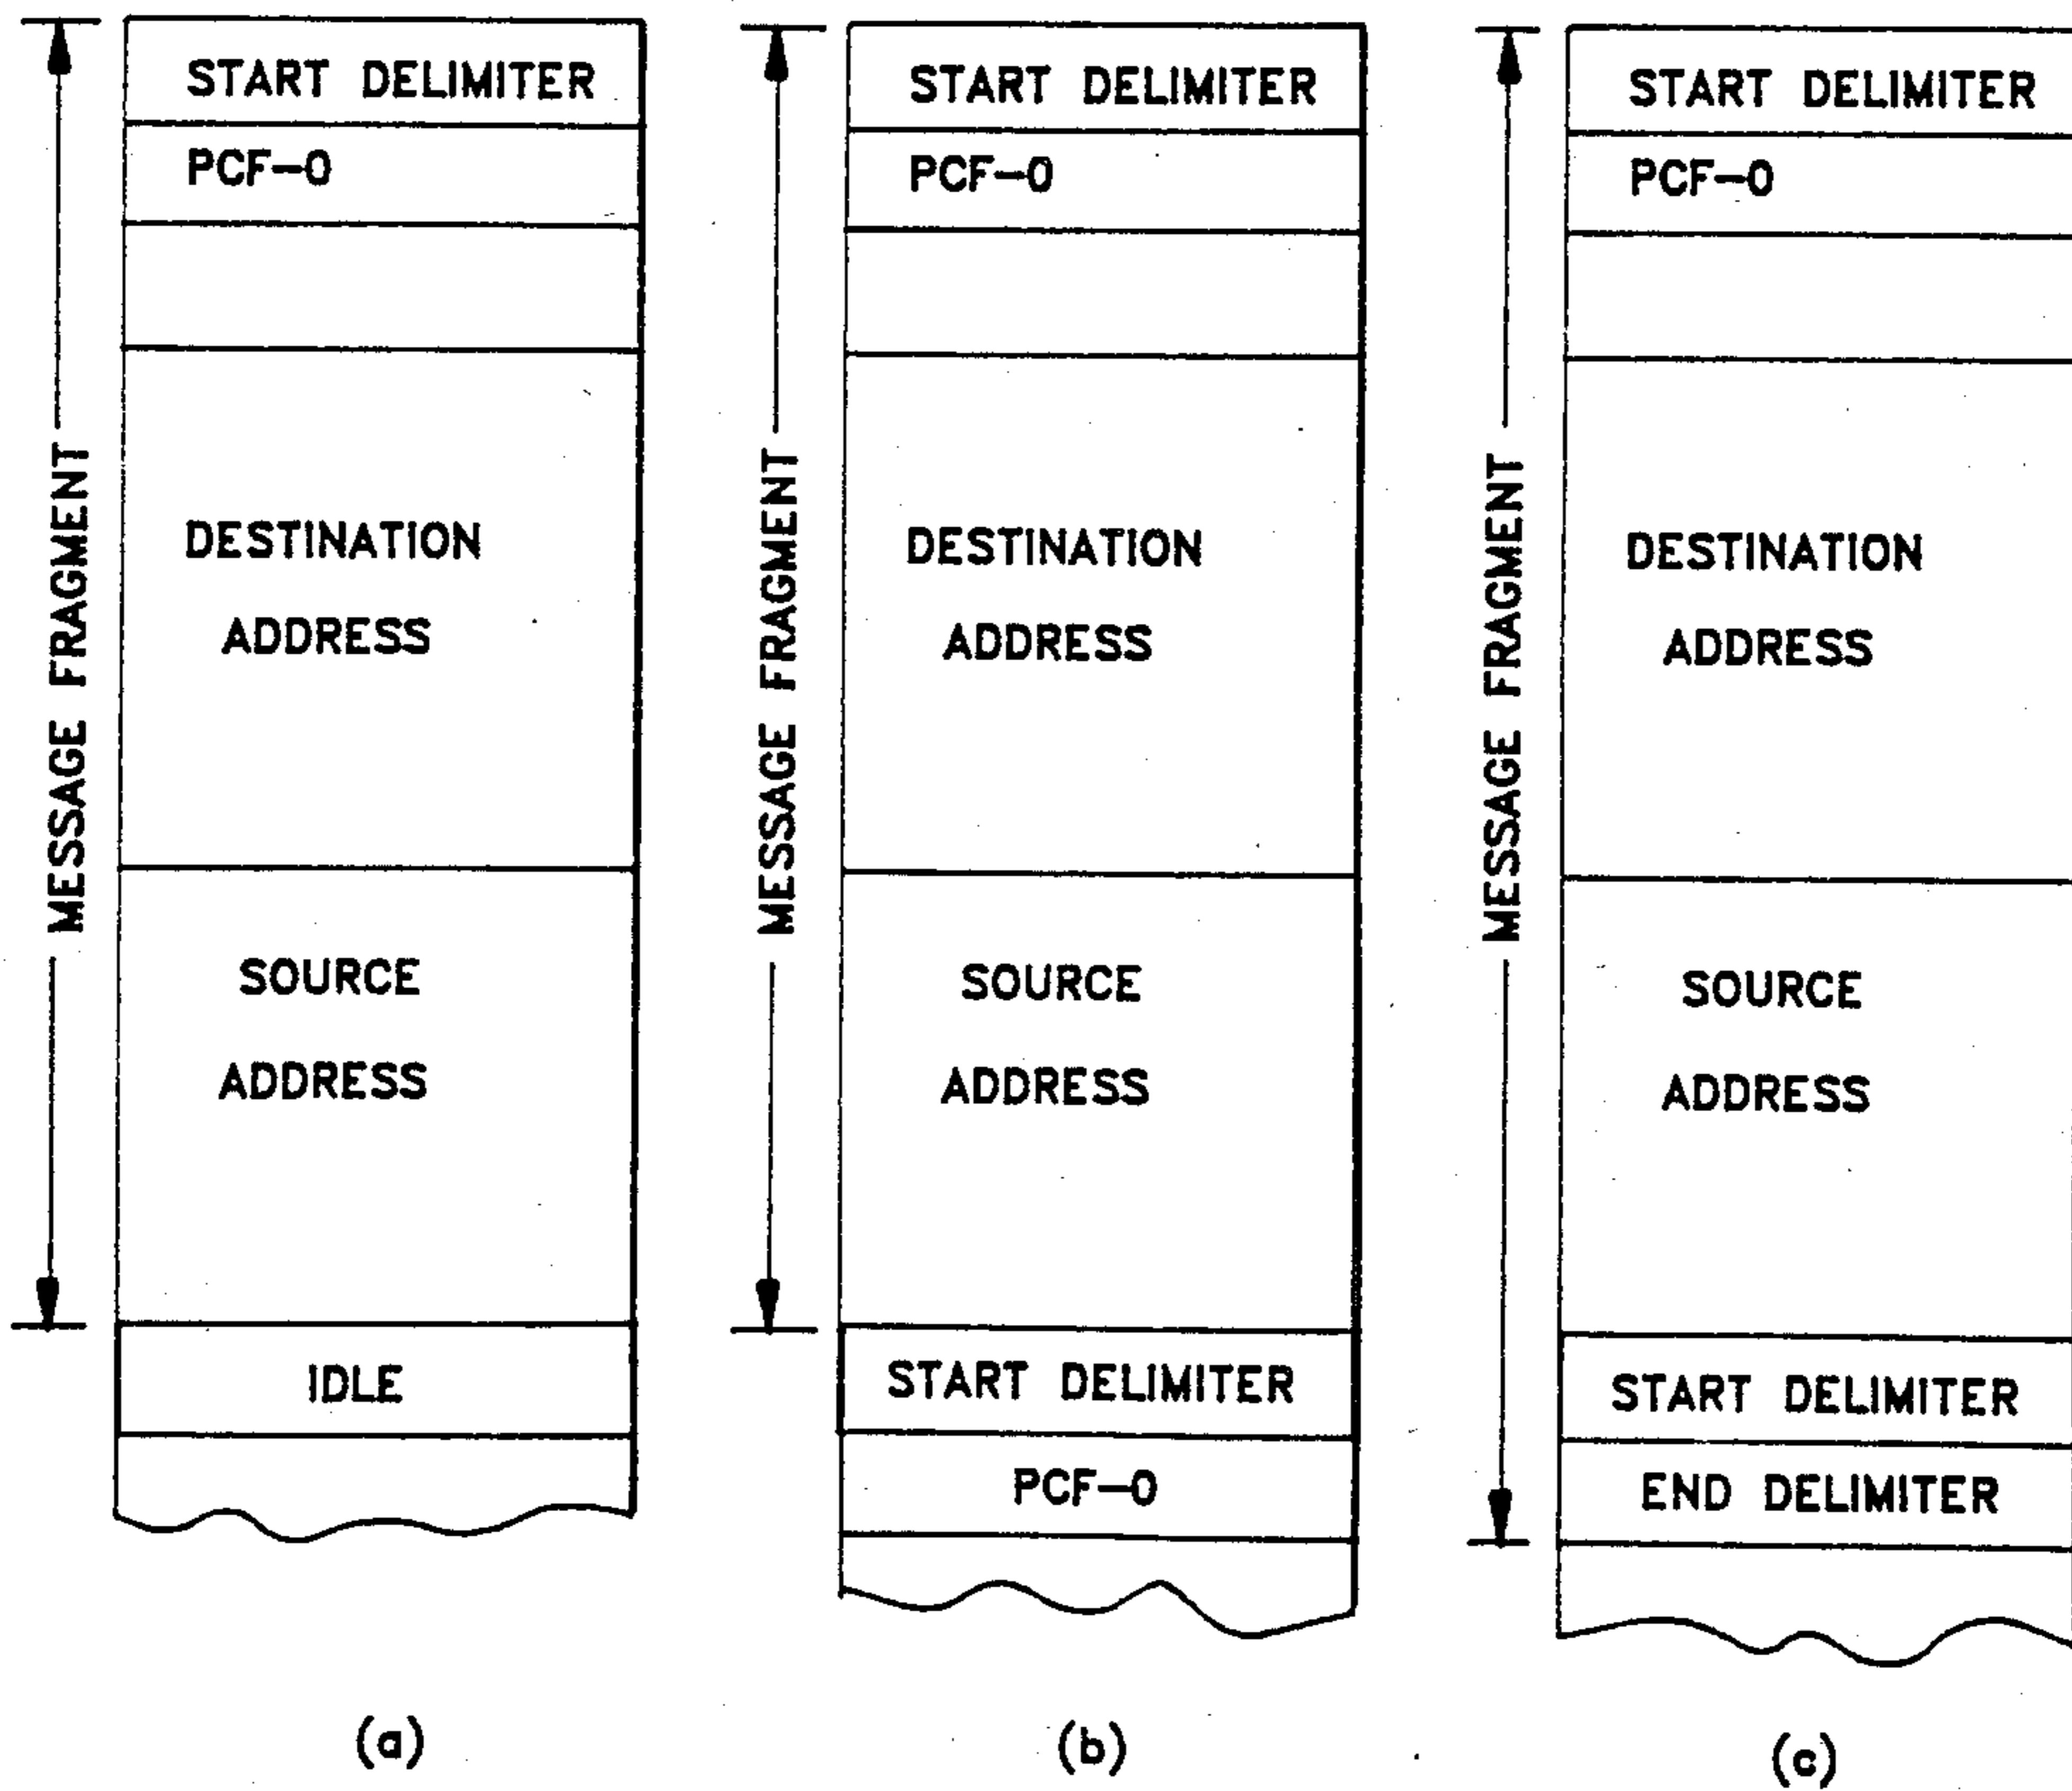 MESSAGE FRAGMENT
START DELIMITER
PCF-0
DESTINATION
ADDRESS
SOURCE
ADDRESS
IDLE
(a)
MESSAGE FRAGMENT
START DELIMITER
PCF-0
DESTINATION
ADDRESS
SOURCE
ADDRESS
START DELIMITER
PCF-0
(b)
MESSAGE FRAGMENT
START DELIMITER
PCF-0
DESTINATION
ADDRESS
SOURCE
ADDRESS
START DELIMITER
END DELIMITER
(c)